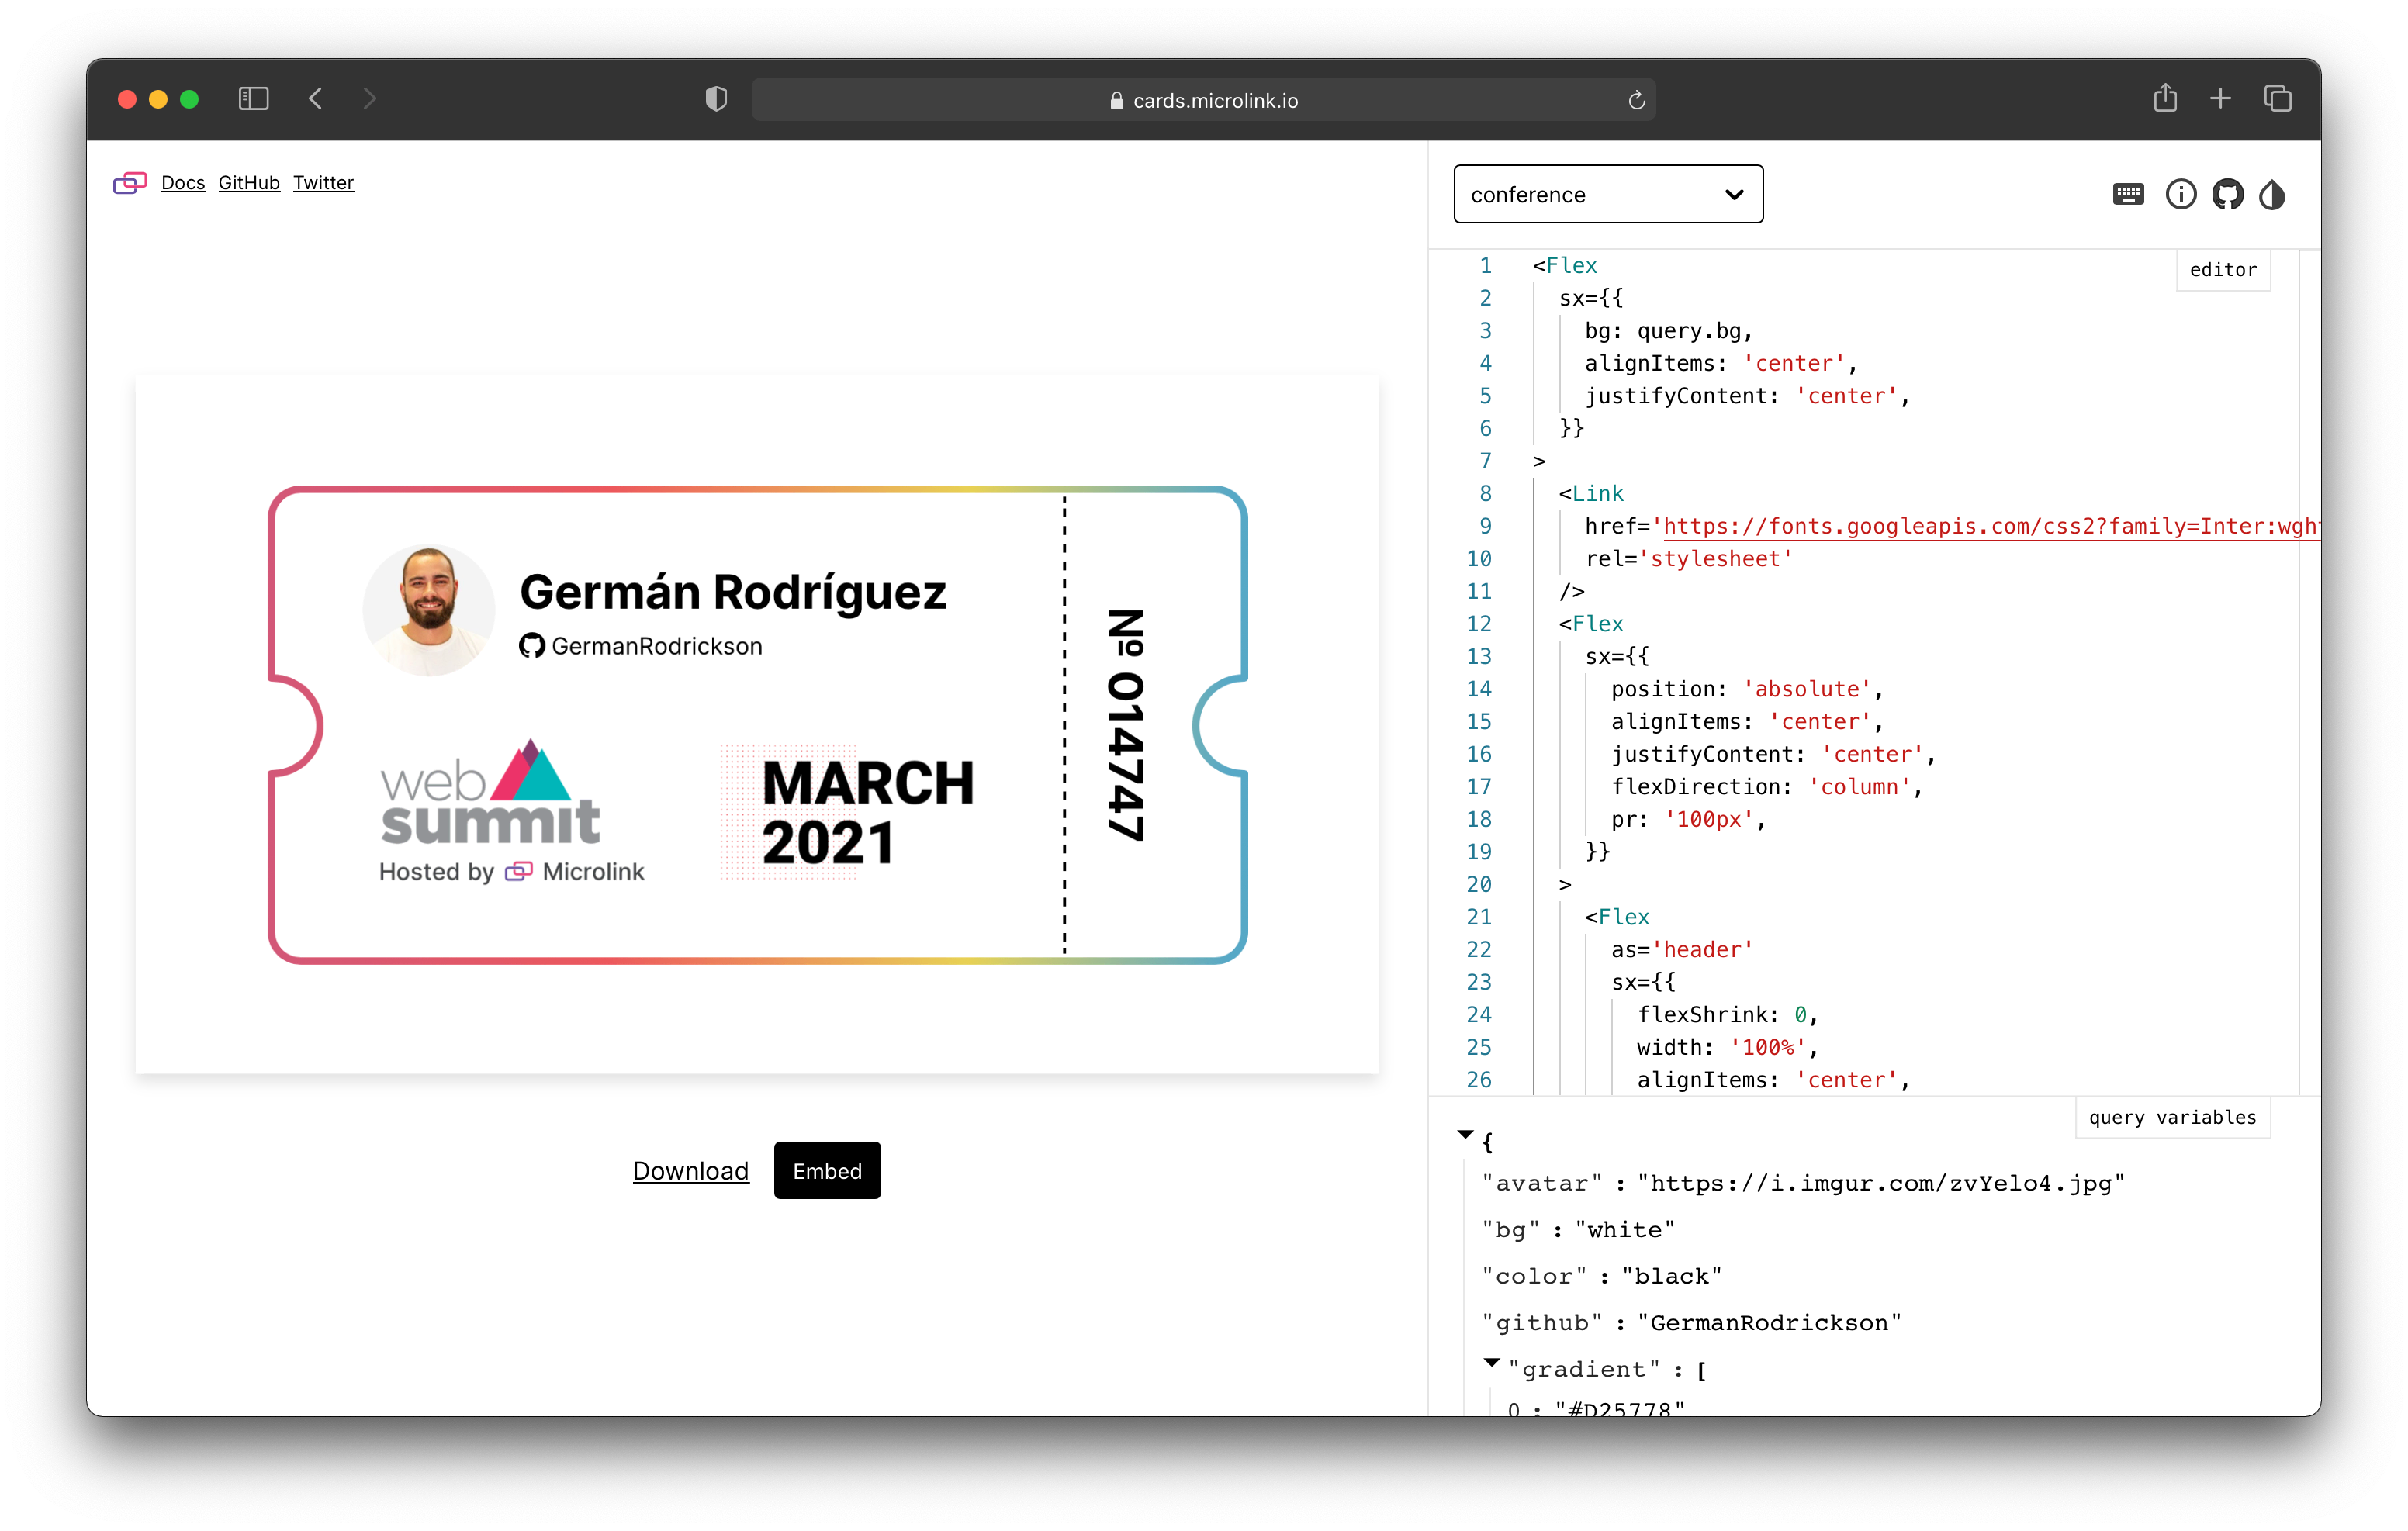 cards.microlink.io
Docs GitHub Twitter
Germán Rodríguez
GermanRodrickson
web
summit
Hosted by Microlink
MARCH
2021
Nº 014747
Download
Embed
conference
editor
1 <Flex
2 sx={{
3 bg: query.bg,
4 alignItems: 'center',
5 justifyContent: 'center',
6 }}
7 >
8 <Link
9 href='https://fonts.googleapis.com/css2?family=Inter:wgh
10 rel='stylesheet'
11 />
12 <Flex
13 sx={{
14 position: 'absolute',
15 alignItems: 'center',
16 justifyContent: 'center',
17 flexDirection: 'column',
18 pr: '100px',
19 }}
20 >
21 <Flex
22 as='header'
23 sx={{
24 flexShrink: 0,
25 width: '100%',
26 alignItems: 'center',
query variables
{
"avatar" : "https://i.imgur.com/zvYelo4.jpg"
"bg" : "white"
"color" : "black"
"github" : "GermanRodrickson"
"gradient" : [
0 : "#D25778"